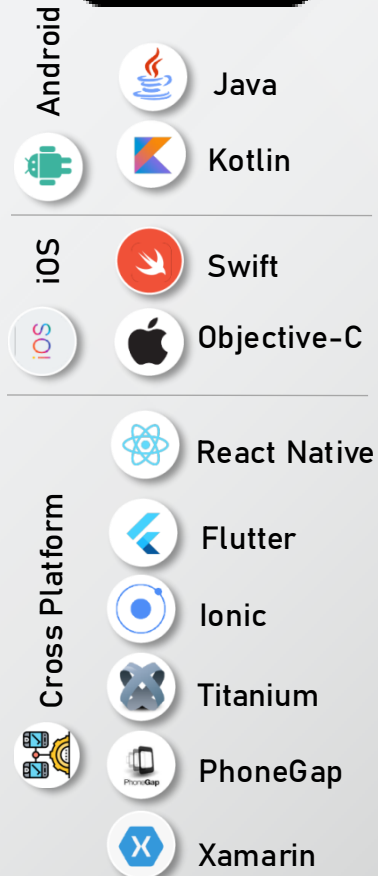 Android
Java
Kotlin
iOS
iOS
Swift
Objective-C
Cross Platform
React Native
Flutter
Ionic
Titanium
PhoneGap
PhoneGap
Xamarin